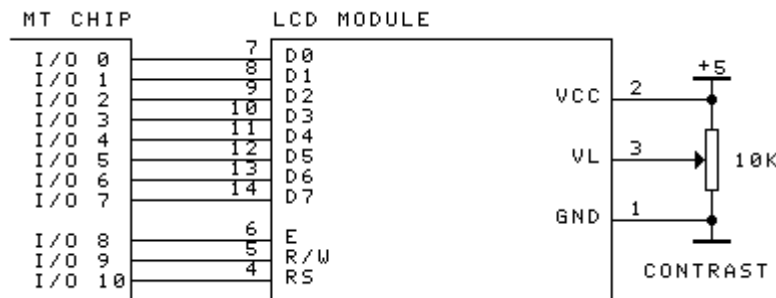 MT CHIP LCD MODULE
I/O 0 7 D0
I/O 1 8 D1
I/O 2 9 D2
I/O 3 10 D3
I/O 4 11 D4
I/O 5 12 D5
I/O 6 13 D6
I/O 7 14 D7
I/O 8 6 E
I/O 9 5 R/W
I/O 10 4 RS
+5
VCC 2
VL 3 10K
GND 1
CONTRAST